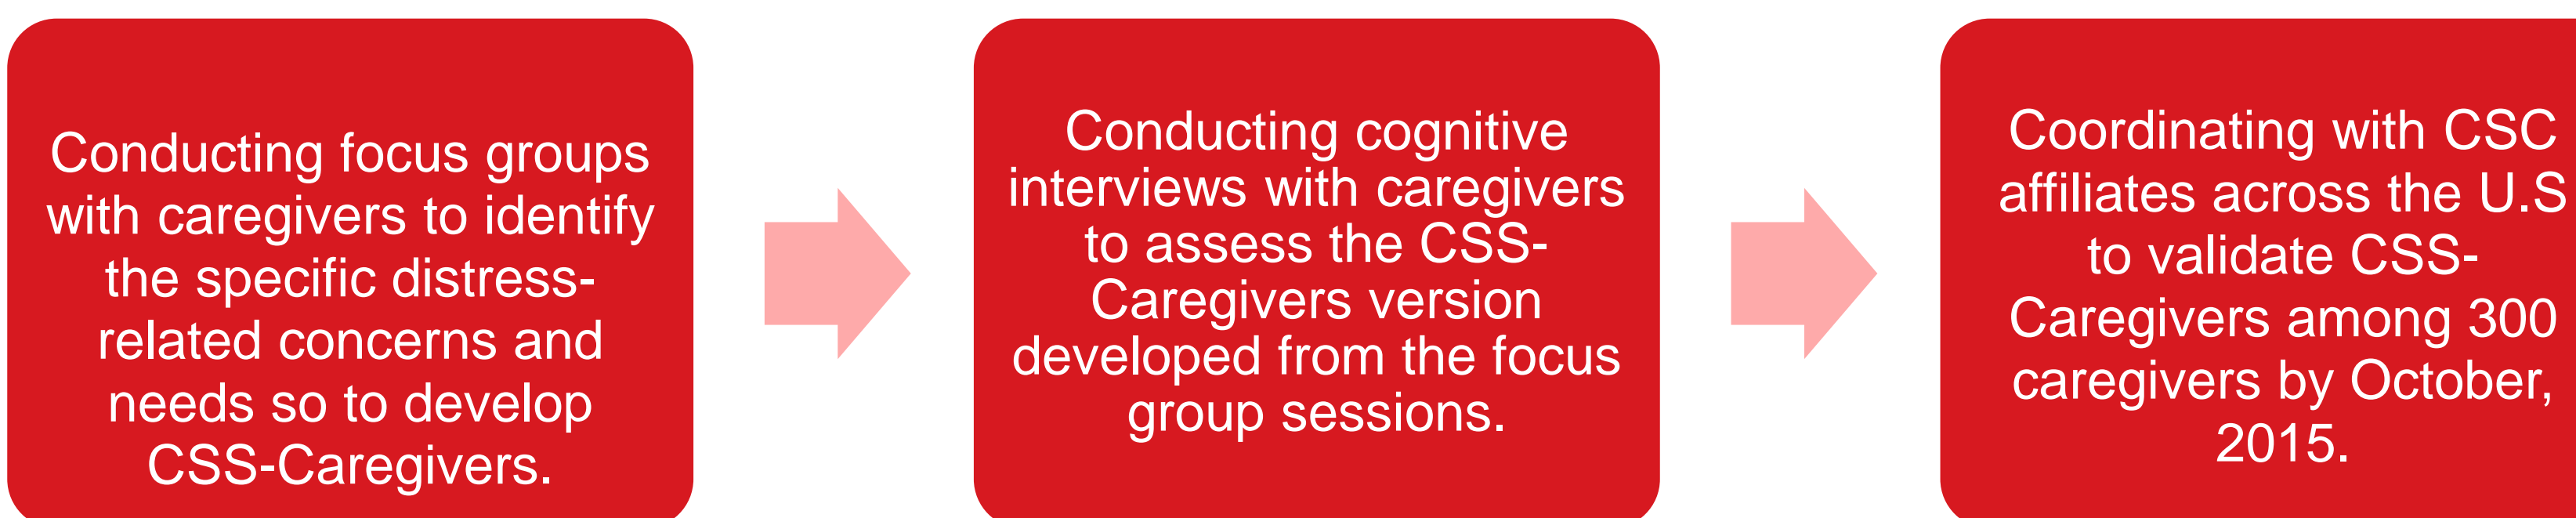 Conducting focus groups
with caregivers to identify
the specific distress-
related concerns and
needs so to develop
CSS-Caregivers.
Conducting cognitive
interviews with caregivers
to assess the CSS-
Caregivers version
developed from the focus
group sessions.
Coordinating with CSC
affiliates across the U.S
to validate CSS-
Caregivers among 300
caregivers by October,
2015.